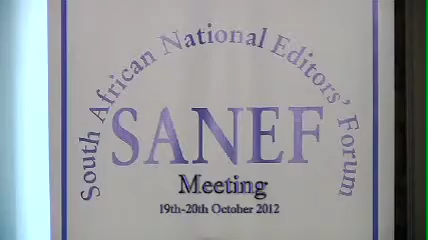 South African National Editors' Forum
SANEF
Meeting
19th-20th October 2012